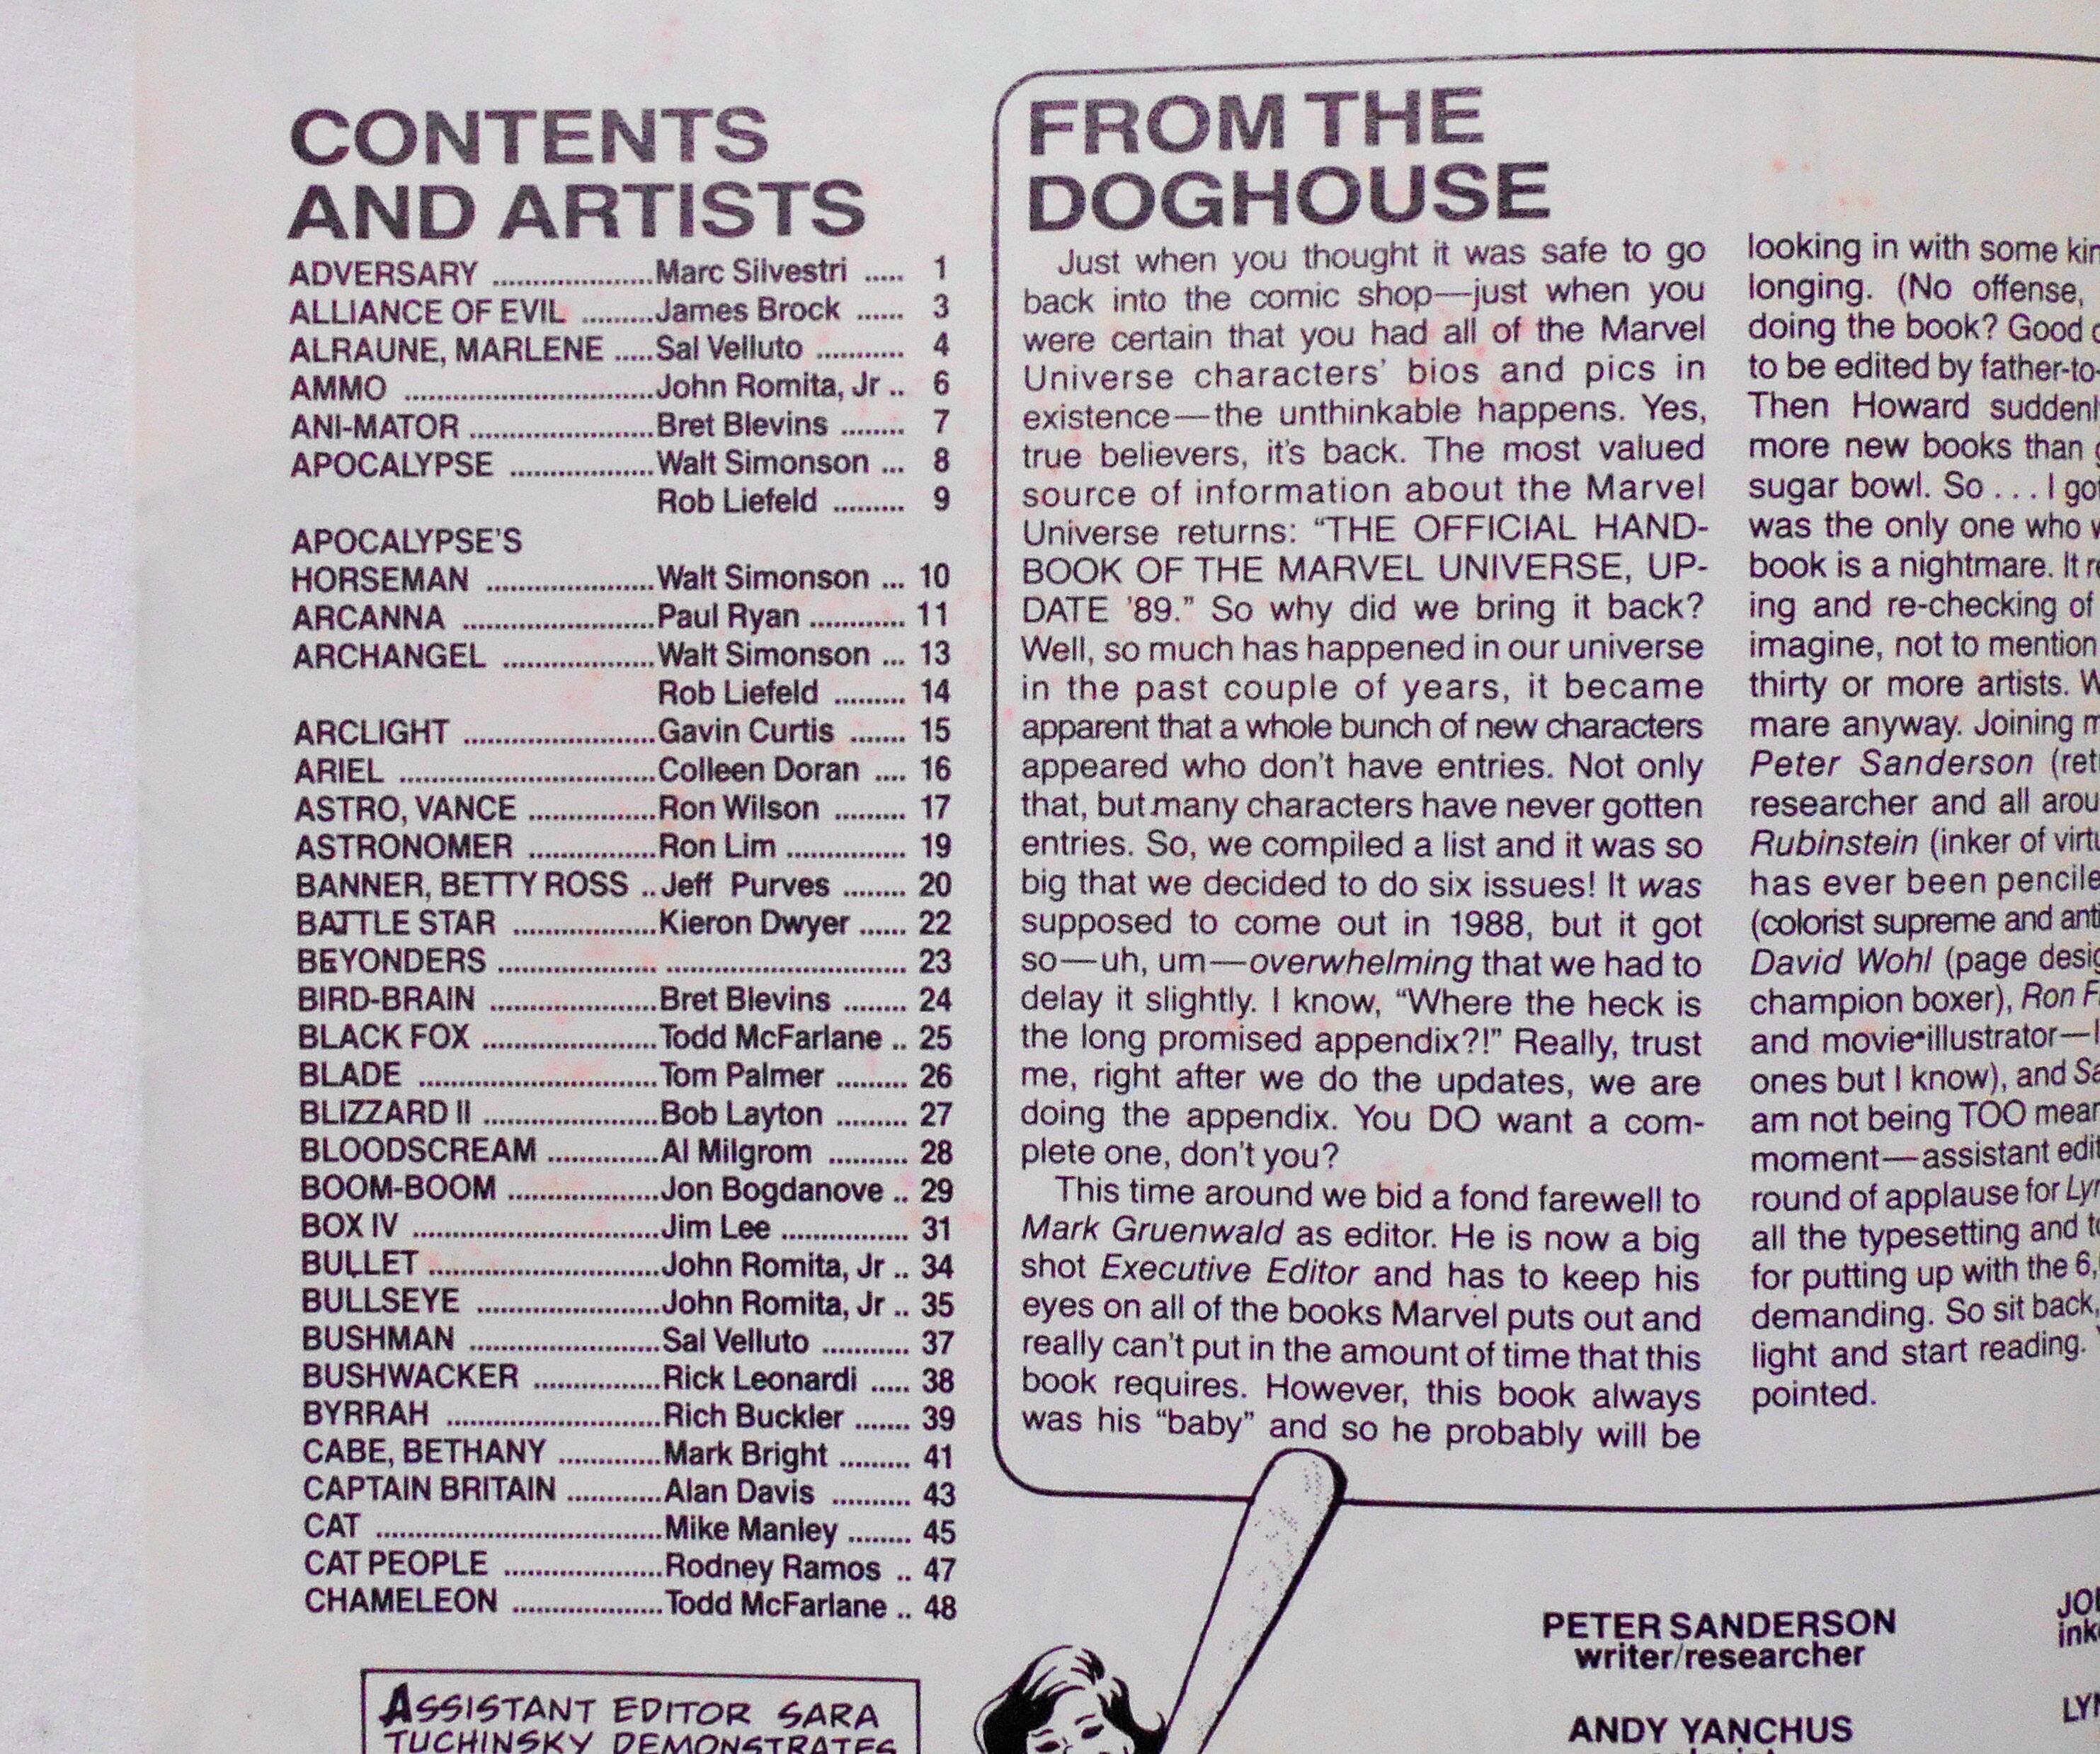 CONTENTS
AND ARTISTS
ADVERSARY .....................Marc Silvestri ..... 1
ALLIANCE OF EVIL .........James Brock ...... 3
ALRAUNE, MARLENE .....Sal Velluto ........... 4
AMMO ................................John Romita, Jr .. 6
ANI-MATOR ........................Bret Blevins ........ 7
APOCALYPSE ...................Walt Simonson ... 8
Rob Liefeld ......... 9
APOCALYPSE'S
HORSEMAN ......................Walt Simonson ... 10
ARCANNA .........................Paul Ryan ............ 11
ARCHANGEL ....................Walt Simonson ... 13
Rob Liefeld ......... 14
ARCLIGHT .........................Gavin Curtis ....... 15
ARIEL .................................Colleen Doran .... 16
ASTRO, VANCE .................Ron Wilson ......... 17
ASTRONOMER .................Ron Lim ............... 19
BANNER, BETTY ROSS ..Jeff Purves ........ 20
BATTLE STAR ...................Kieron Dwyer ...... 22
BEYONDERS ..................... ............................... 23
BIRD-BRAIN ......................Bret Blevins ........ 24
BLACK FOX .......................Todd McFarlane .. 25
BLADE ...............................Tom Palmer ......... 26
BLIZZARD II .......................Bob Layton ......... 27
BLOODSCREAM ..............Al Milgrom .......... 28
BOOM-BOOM ...................Jon Bogdanove .. 29
BOX IV ................................Jim Lee ................ 31
BULLET ..............................John Romita, Jr .. 34
BULLSEYE ........................John Romita, Jr .. 35
BUSHMAN .........................Sal Velluto ........... 37
BUSHWACKER ................Rick Leonardi ..... 38
BYRRAH ............................Rich Buckler ....... 39
CABE, BETHANY .............Mark Bright ......... 41
CAPTAIN BRITAIN ............Alan Davis .......... 43
CAT .....................................Mike Manley ........ 45
CAT PEOPLE .....................Rodney Ramos .. 47
CHAMELEON ....................Todd McFarlane .. 48
FROM THE
DOGHOUSE
Just when you thought it was safe to go
back into the comic shop—just when you
were certain that you had all of the Marvel
Universe characters' bios and pics in
existence—the unthinkable happens. Yes,
true believers, it's back. The most valued
source of information about the Marvel
Universe returns: “THE OFFICIAL HAND-
BOOK OF THE MARVEL UNIVERSE, UP-
DATE '89.” So why did we bring it back?
Well, so much has happened in our universe
in the past couple of years, it became
apparent that a whole bunch of new characters
appeared who don't have entries. Not only
that, but many characters have never gotten
entries. So, we compiled a list and it was so
big that we decided to do six issues! It was
supposed to come out in 1988, but it got
so—uh, um—overwhelming that we had to
delay it slightly. I know, “Where the heck is
the long promised appendix?!” Really, trust
me, right after we do the updates, we are
doing the appendix. You DO want a com-
plete one, don't you?
This time around we bid a fond farewell to
Mark Gruenwald as editor. He is now a big
shot Executive Editor and has to keep his
eyes on all of the books Marvel puts out and
really can't put in the amount of time that this
book requires. However, this book always
was his “baby” and so he probably will be
looking in with some
longing. (No offense,
doing the book? Good
to be edited by father-to-
Then Howard
more new books than
sugar bowl. So . . . I
was the only one who
book is a nightmare. It
ing and re-checking of
imagine, not to mention
thirty or more artists.
mare anyway. Joining
Peter Sanderson
researcher and all
Rubinstein (inker of
has ever been
(colorist supreme and
David Wohl (page
champion boxer), Ron
and movie•illustrator—
ones but I know), and
am not being TOO
moment—assistant
round of applause for
all the typesetting and
for putting up with the
demanding. So sit back,
light and start reading.
pointed.
ASSISTANT EDITOR SARA
TUCHINSKY DEMONSTRATES
PETER SANDERSON
writer/researcher
ANDY YANCHUS